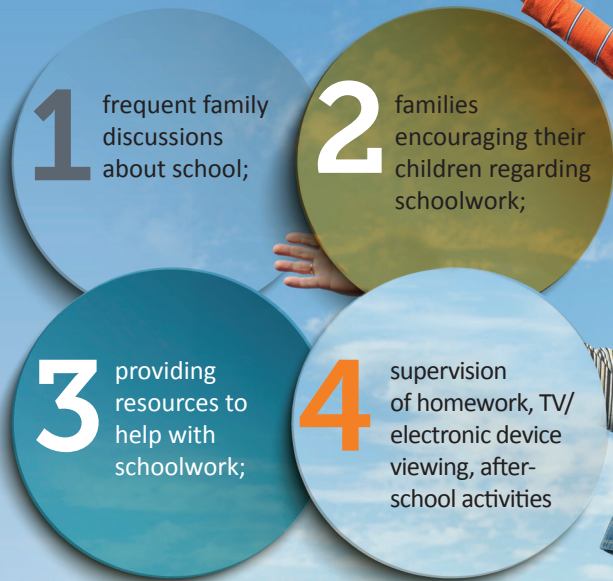 1
frequent family
discussions
about school;
2
families
encouraging their
children regarding
schoolwork;
3
providing
resources to
help with
schoolwork;
4
supervision
of homework, TV/
electronic device
viewing, after-
school activities